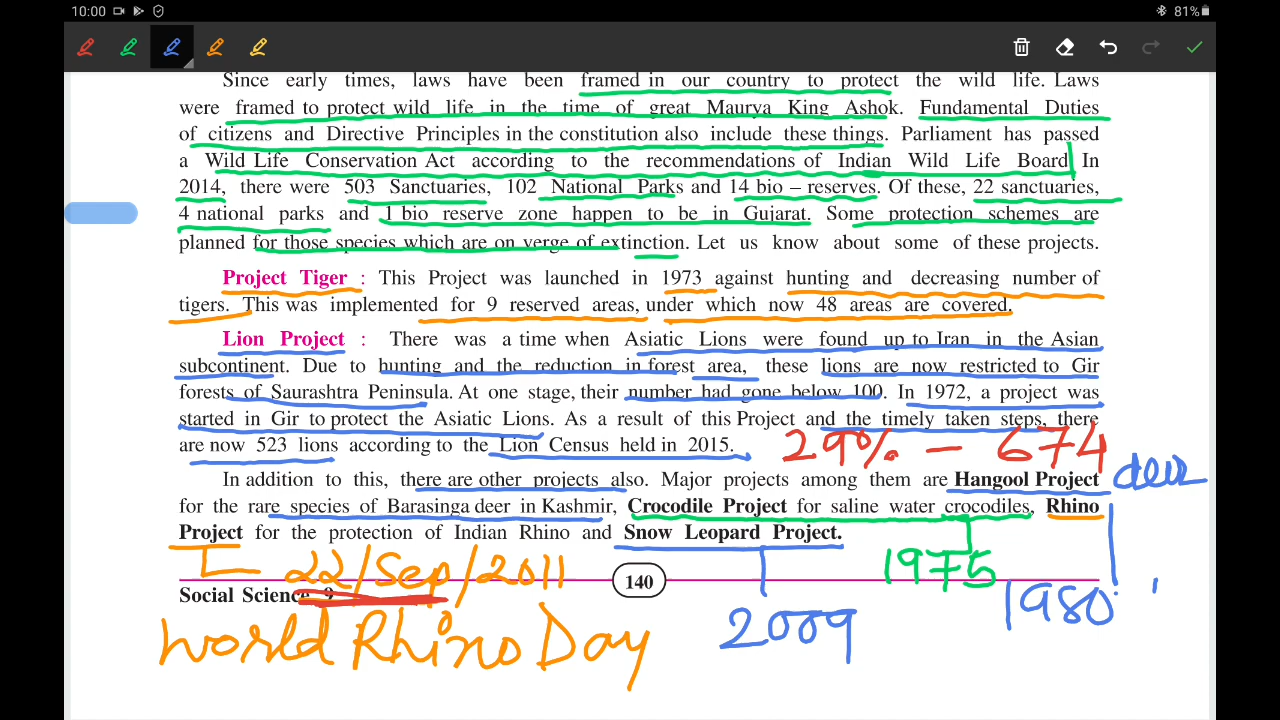 10:00 81%
Since early times, laws have been framed in our country to protect the wild life. Laws
were framed to protect wild life in the time of great Maurya King Ashok. Fundamental Duties
of citizens and Directive Principles in the constitution also include these things. Parliament has passed
a Wild Life Conservation Act according to the recommendations of Indian Wild Life Board In
2014, there were 503 Sanctuaries, 102 National Parks and 14 bio – reserves. Of these, 22 sanctuaries,
4 national parks and 1 bio reserve zone happen to be in Gujarat. Some protection schemes are
planned for those species which are on verge of extinction. Let us know about some of these projects.
Project Tiger : This Project was launched in 1973 against hunting and decreasing number of
tigers. This was implemented for 9 reserved areas, under which now 48 areas are covered.
Lion Project : There was a time when Asiatic Lions were found up to Iran in the Asian
subcontinent. Due to hunting and the reduction in forest area, these lions are now restricted to Gir
forests of Saurashtra Peninsula. At one stage, their number had gone below 100. In 1972, a project was
started in Gir to protect the Asiatic Lions. As a result of this Project and the timely taken steps, there
are now 523 lions according to the Lion Census held in 2015. 29% – 674
In addition to this, there are other projects also. Major projects among them are Hangool Project deer
for the rare species of Barasinga deer in Kashmir, Crocodile Project for saline water crocodiles, Rhino
Project for the protection of Indian Rhino and Snow Leopard Project.
22/Sep/2011 1975
140
Social Science 9 1980
World Rhino Day 2009